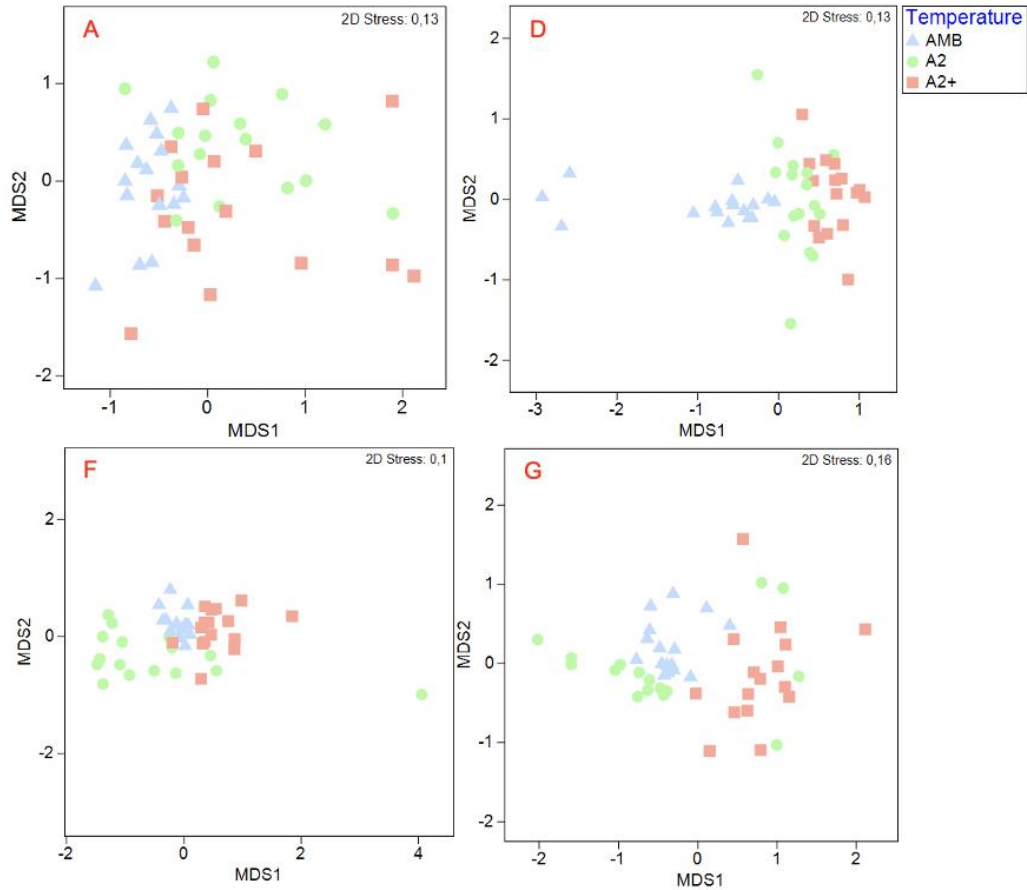 A
2D Stress: 0,13
1
0
-1
-2
MDS2
-1
0
1
2
MDS1
D
2D Stress: 0,13
2
1
0
-1
-2
MDS2
-3
-2
-1
0
1
MDS1
Temperature
AMB
A2
A2+
F
2D Stress: 0,1
2
0
-2
MDS2
-2
0
2
4
MDS1
G
2D Stress: 0,16
2
1
0
-1
-2
MDS2
-2
-1
0
1
2
MDS1